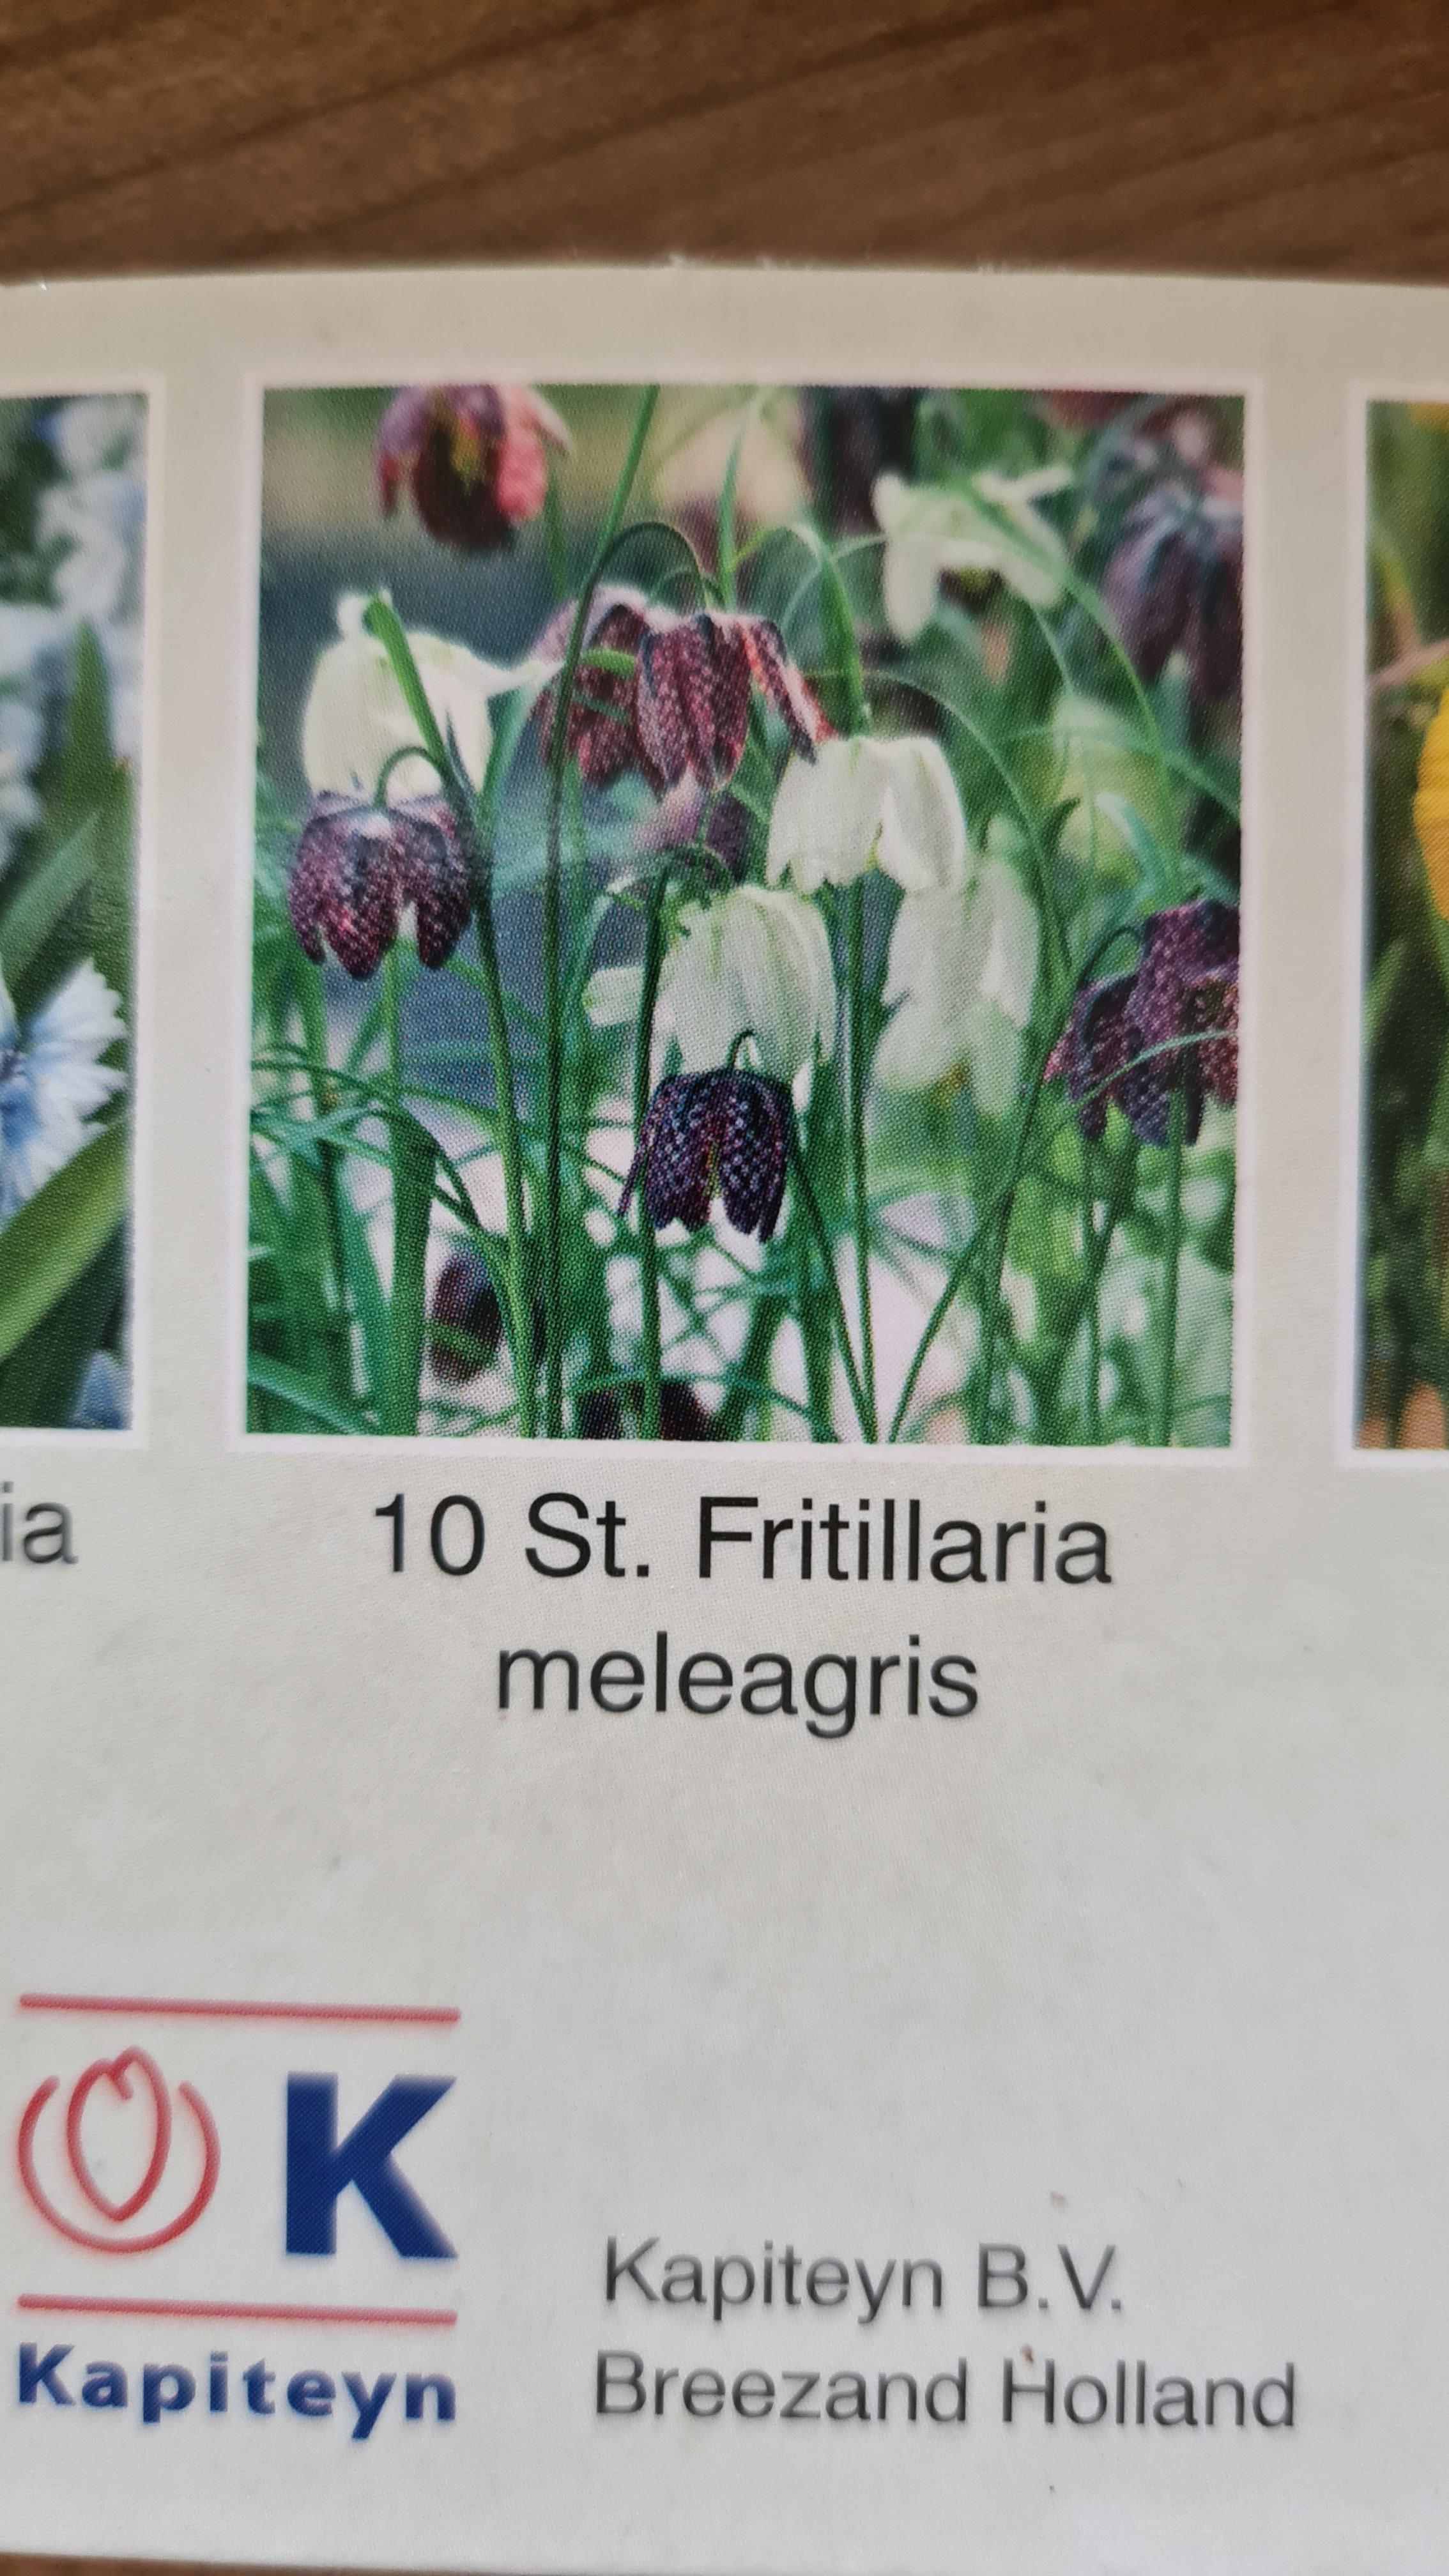 ia
10 St. Fritillaria
meleagris
K
Kapiteyn
Kapiteyn B.V.
Breezand Holland